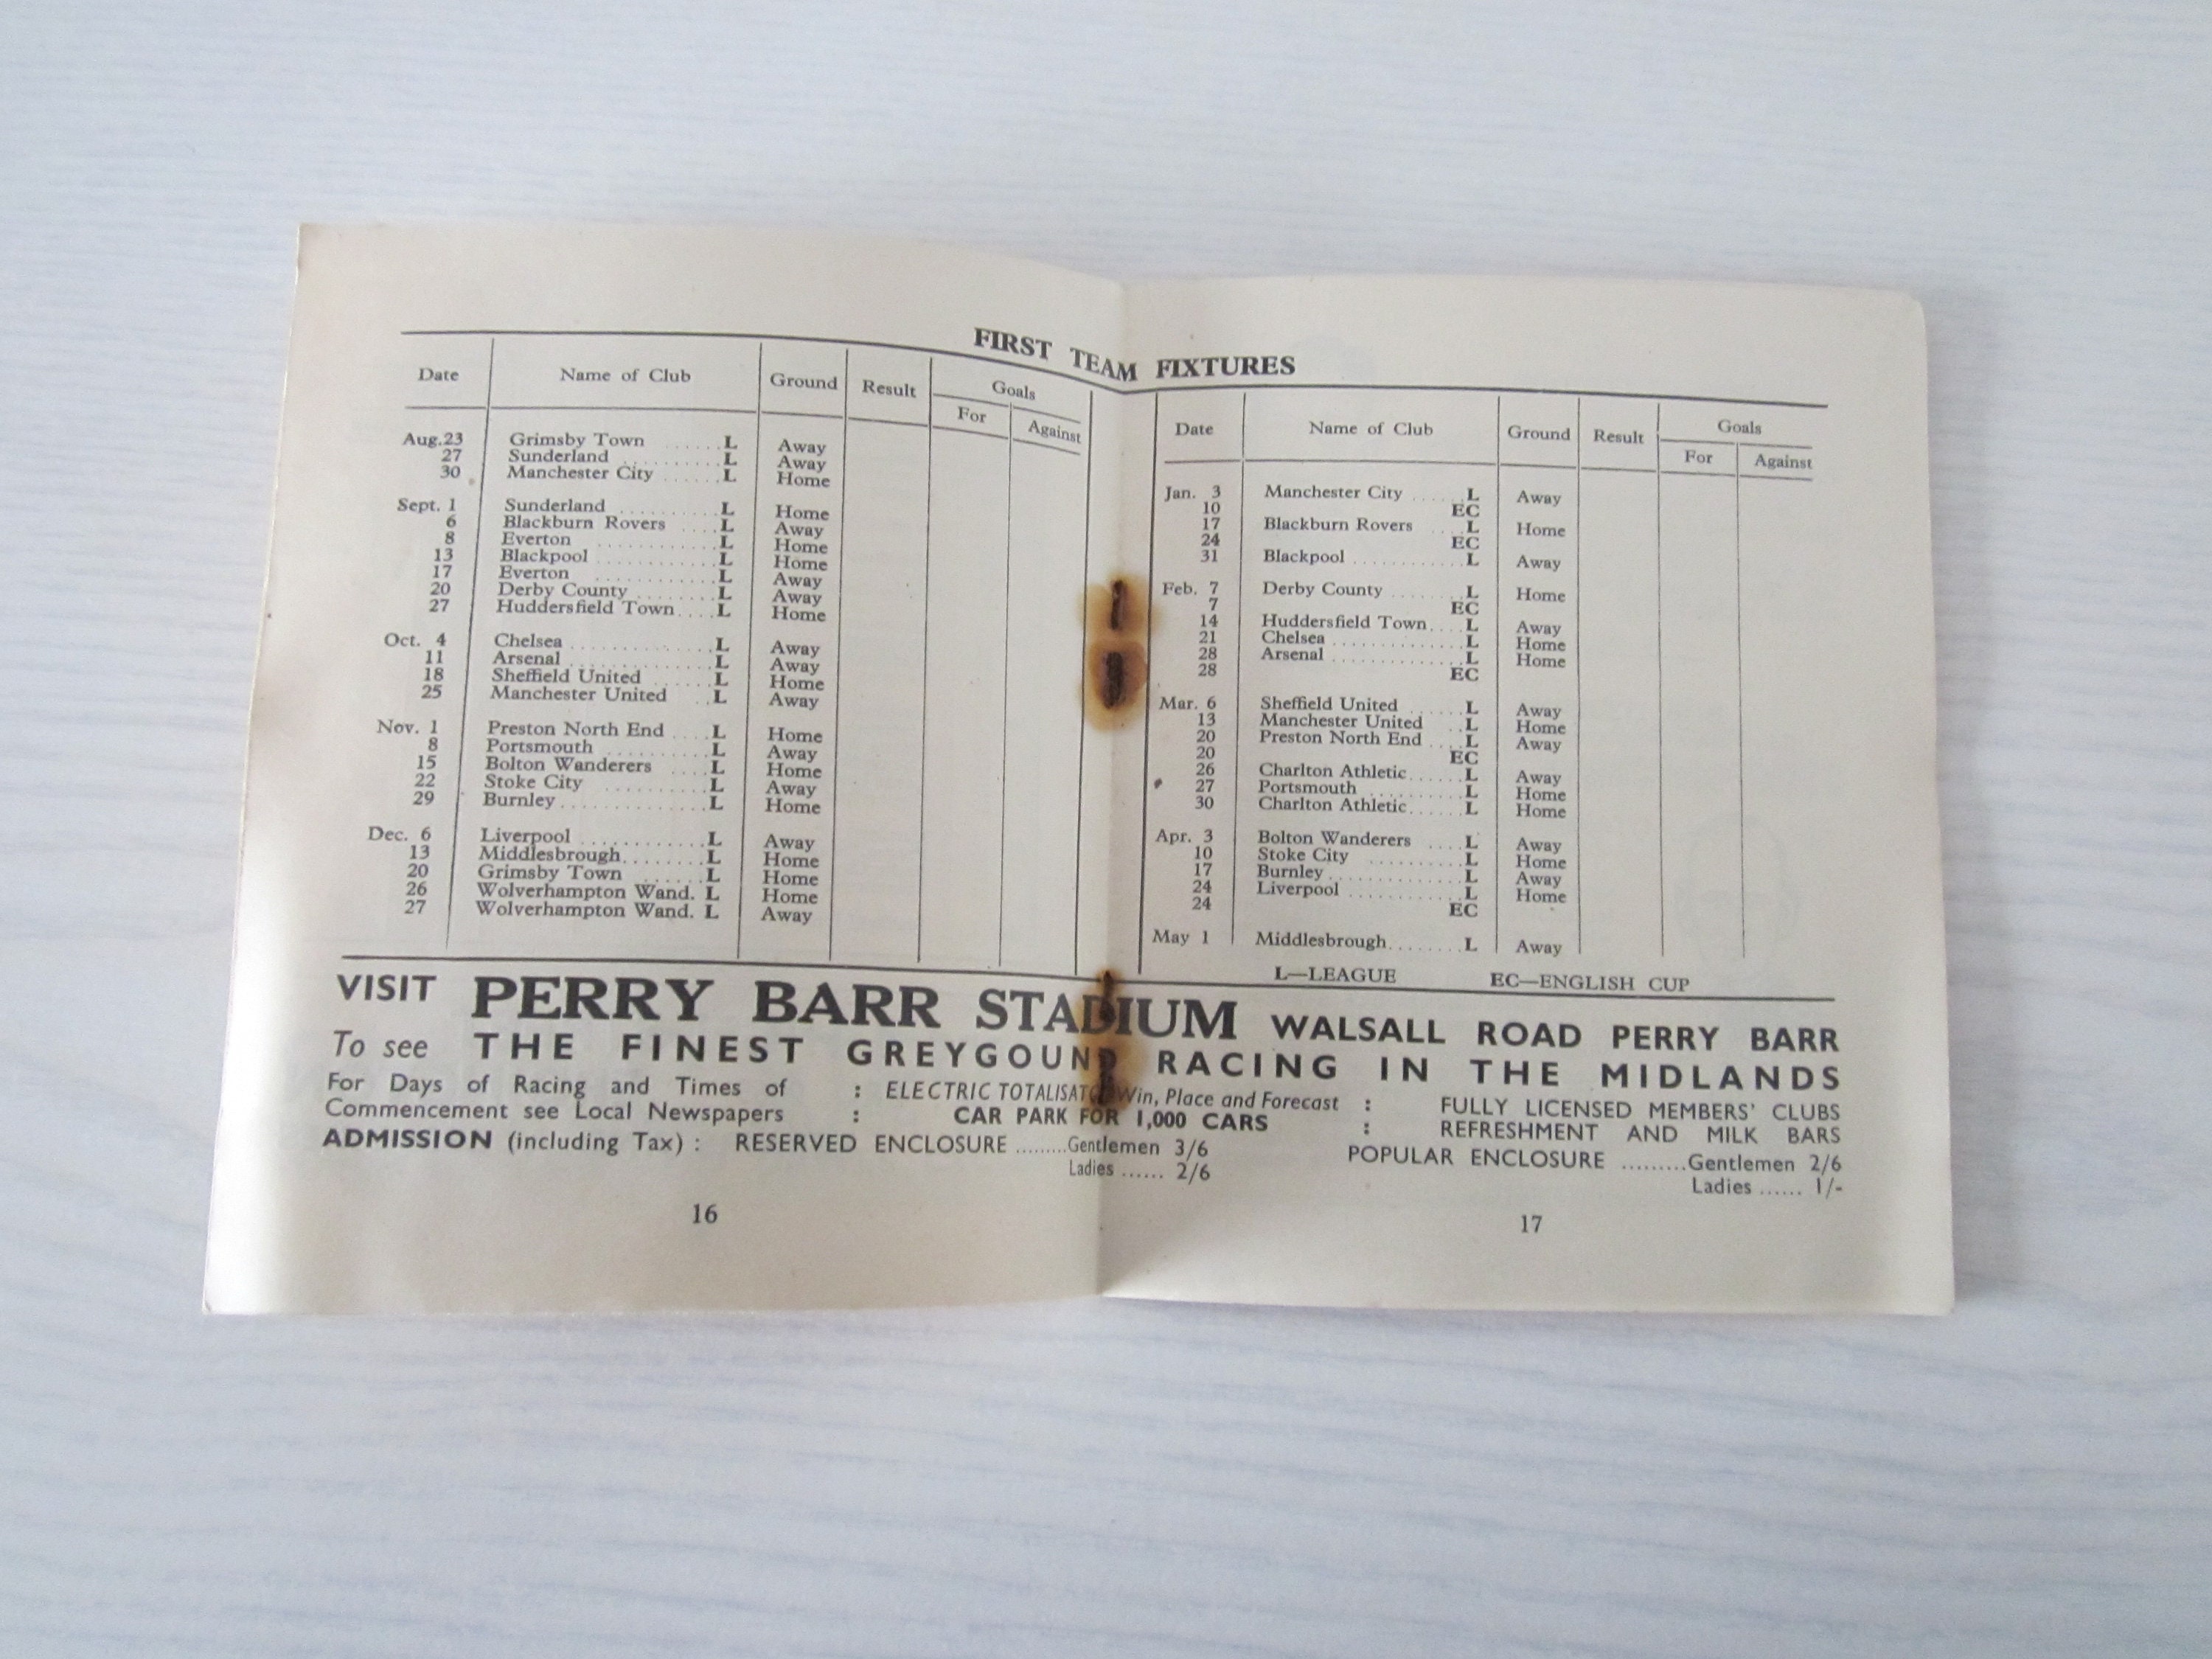 FIRST TEAM FIXTURES
Date Name of Club Ground Result Goals
For Against
Aug.23 Grimsby Town ...... L Away
27 Sunderland .......... L Away
30 Manchester City ...... L Home
Sept. 1 Sunderland .......... L Home
6 Blackburn Rovers .... L Away
8 Everton ............ L Home
13 Blackpool ............ L Home
17 Everton ............ L Away
20 Derby County ........ L Away
27 Huddersfield Town.... L Home
Oct. 4 Chelsea .............. L Away
11 Arsenal .............. L Away
18 Sheffield United ...... L Home
25 Manchester United .. L Away
Nov. 1 Preston North End .... L Home
8 Portsmouth .......... L Away
15 Bolton Wanderers .... L Home
22 Stoke City .......... L Away
29 Burnley.............. L Home
Dec. 6 Liverpool ............ L Away
13 Middlesbrough........ L Home
20 Grimsby Town ...... L Home
26 Wolverhampton Wand. L Home
27 Wolverhampton Wand. L Away
Date Name of Club Ground Result Goals
For Against
Jan. 3 Manchester City ...... L Away
10 EC
17 Blackburn Rovers .... L Home
24 EC
31 Blackpool ............ L Away
Feb. 7 Derby County ........ L Home
7 EC
14 Huddersfield Town.... L Away
21 Chelsea .............. L Home
28 Arsenal .............. L Home
28 EC
Mar. 6 Sheffield United ...... L Away
13 Manchester United .. L Home
20 Preston North End .... L Away
20 EC
26 Charlton Athletic...... L Away
27 Portsmouth .......... L Home
30 Charlton Athletic...... L Home
Apr. 3 Bolton Wanderers .... L Away
10 Stoke City .......... L Home
17 Burnley.............. L Away
24 Liverpool ............ L Home
24 EC
May 1 Middlesbrough........ L Away
L—LEAGUE EC—ENGLISH CUP
VISIT PERRY BARR STADIUM WALSALL ROAD PERRY BARR
To see THE FINEST GREYGOUND RACING IN THE MIDLANDS
For Days of Racing and Times of : ELECTRIC TOTALISATOR Win, Place and Forecast : FULLY LICENSED MEMBERS' CLUBS
Commencement see Local Newspapers : CAR PARK FOR 1,000 CARS : REFRESHMENT AND MILK BARS
ADMISSION (including Tax) : RESERVED ENCLOSURE .........Gentlemen 3/6 POPULAR ENCLOSURE .........Gentlemen 2/6
Ladies ...... 2/6 Ladies ...... 1/-
16 17